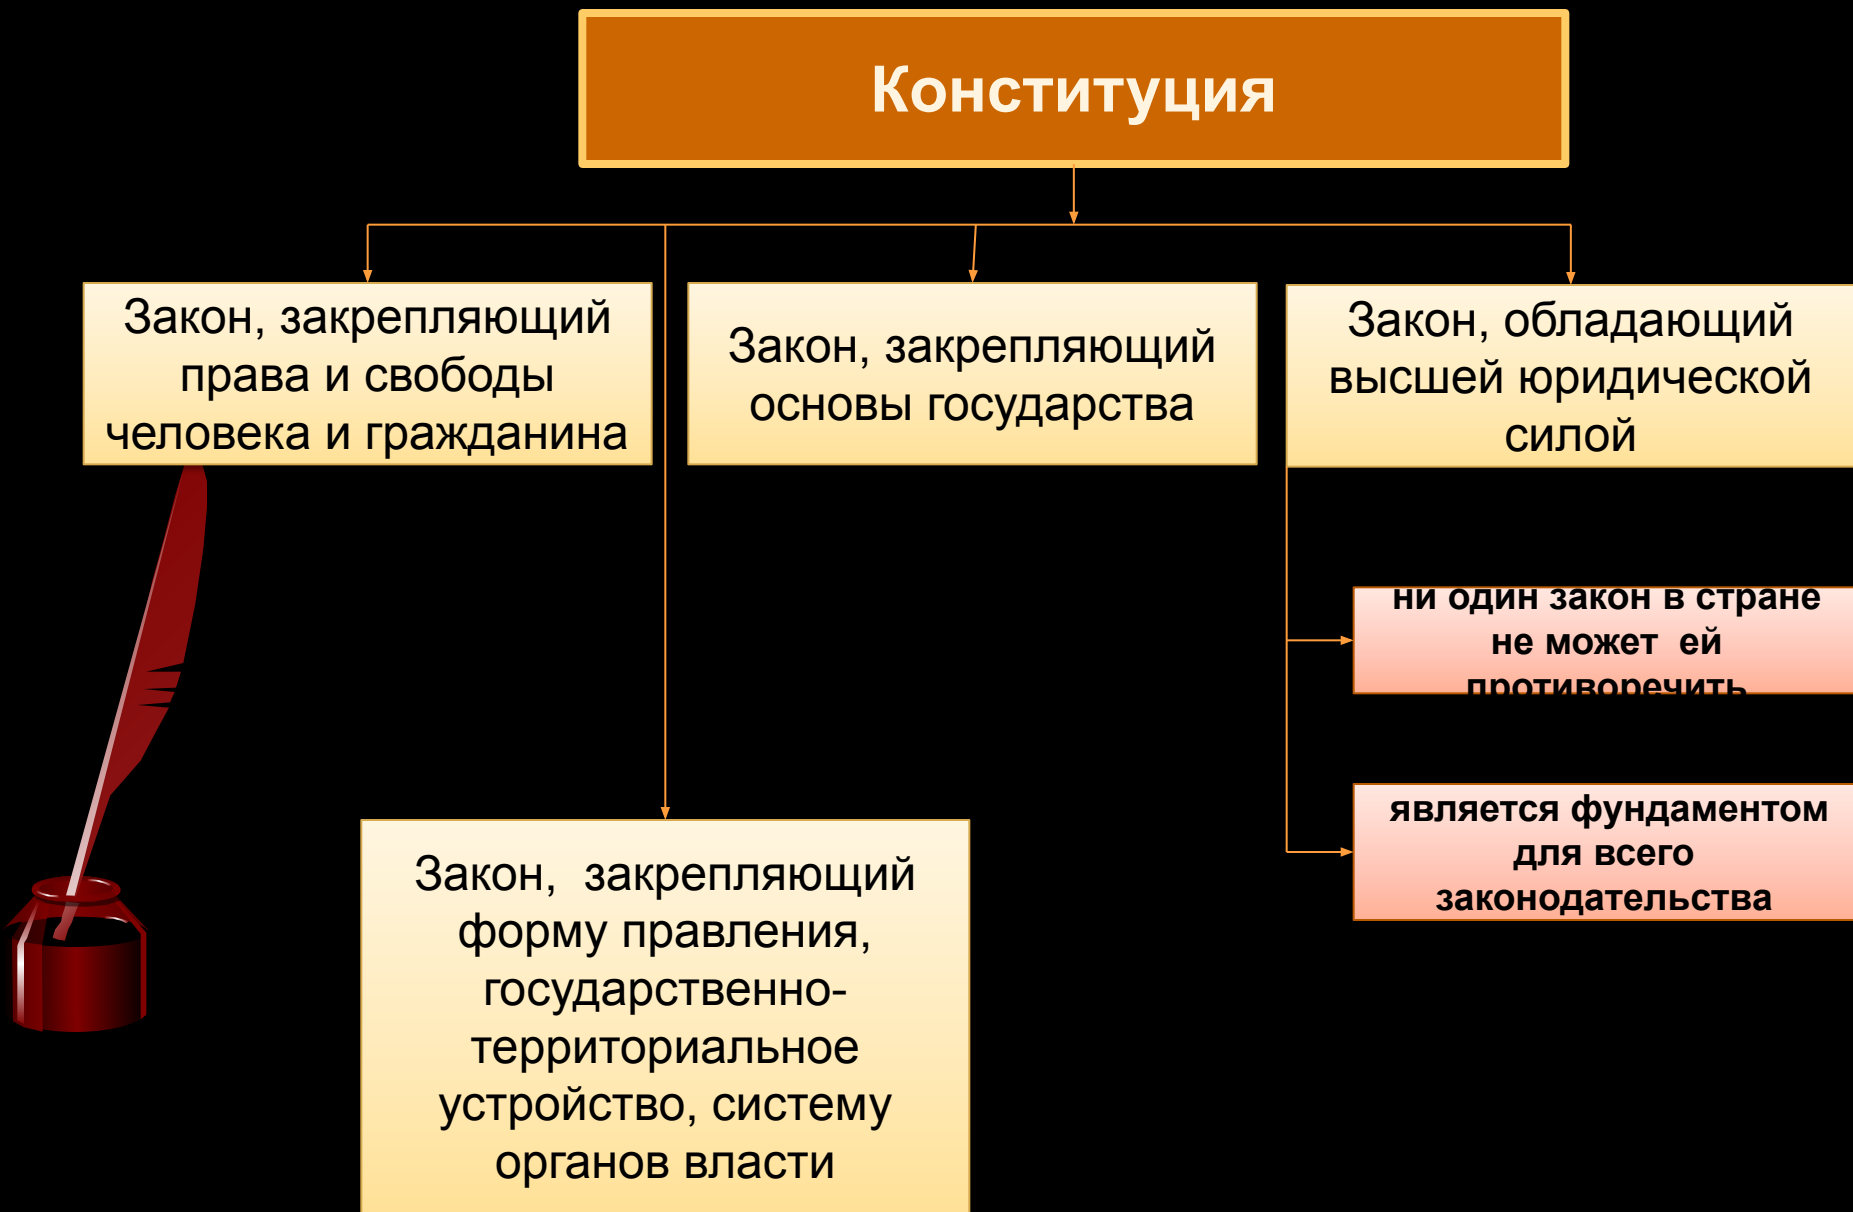 Конституция
Закон, закрепляющий
права и свободы
человека и гражданина
Закон, закрепляющий
основы государства
Закон, обладающий
высшей юридической
силой
ни один закон в стране
не может  ей
противоречить
является фундаментом
для всего
законодательства
Закон,  закрепляющий
форму правления,
государственно-
территориальное
устройство, систему
органов власти